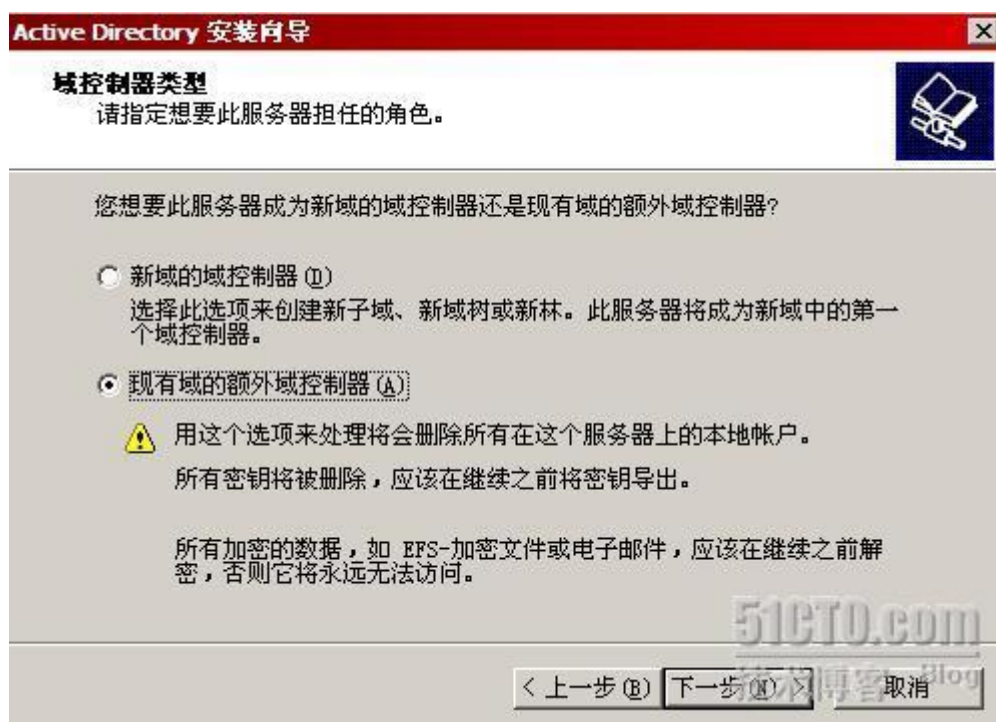 Active Directory 安装向导
域控制器类型
请指定想要此服务器担任的角色。
您想要此服务器成为新域的域控制器还是现有域的额外域控制器?
新域的域控制器(D)
选择此选项来创建新子域、新域树或新林。此服务器将成为新域中的第一
个域控制器。
现有域的额外域控制器(A)
用这个选项来处理将会删除所有在这个服务器上的本地帐户。
所有密钥将被删除,应该在继续之前将密钥导出。
所有加密的数据,如 EFS-加密文件或电子邮件,应该在继续之前解
密,否则它将永远无法访问。
51CTO.com
技术博客 Blog
< 上一步(B) 下一步(N) > 取消